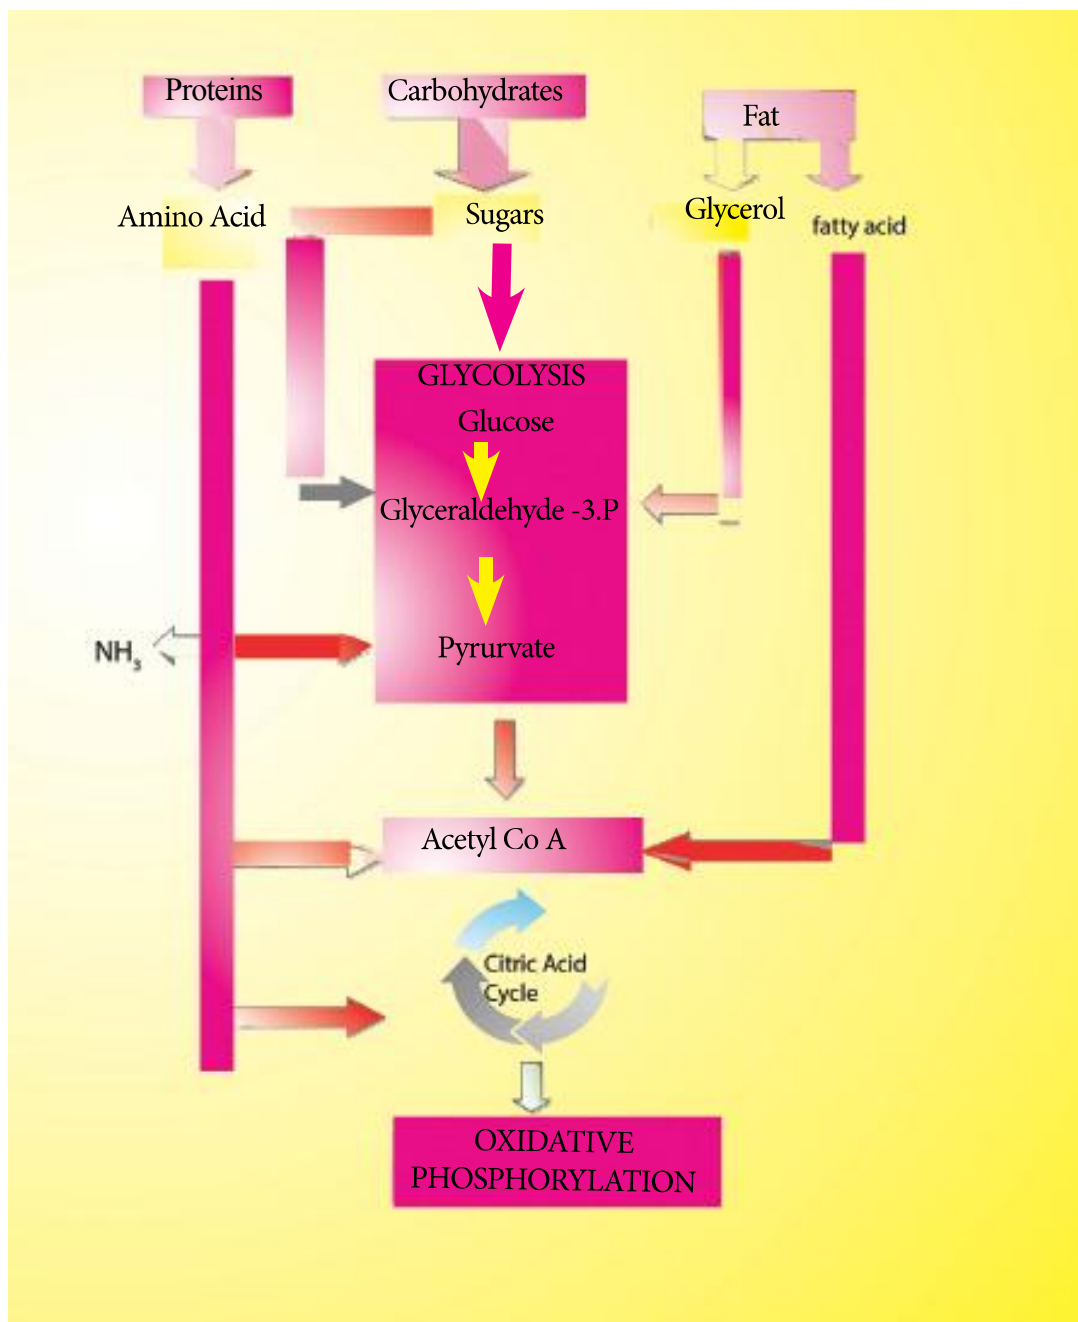 Proteins
Carbohydrates
Fat
Amino Acid
Sugars
Glycerol
fatty acid
GLYCOLYSIS
Glucose
Glyceraldehyde -3.P
NH₃
Pyrurvate
Acetyl Co A
Citric Acid
Cycle
OXIDATIVE
PHOSPHORYLATION